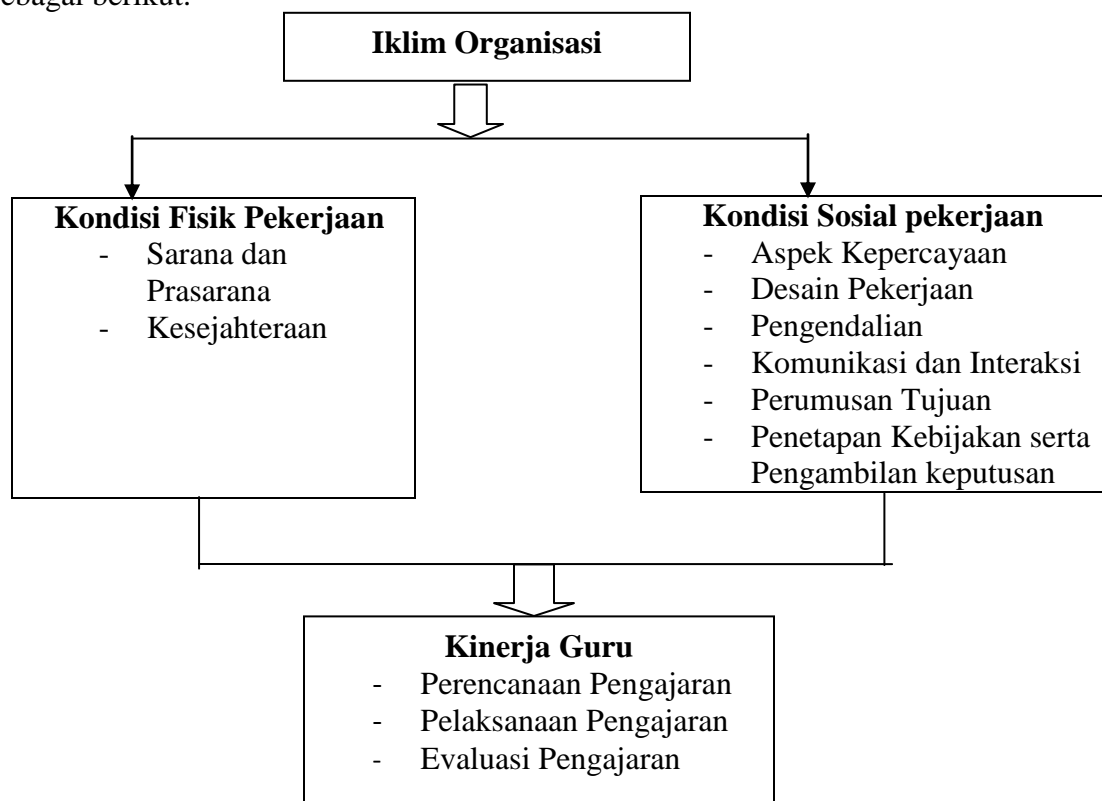 sebagai berikut:
Iklim Organisasi
Kondisi Fisik Pekerjaan
- Sarana dan
Prasarana
- Kesejahteraan
Kondisi Sosial pekerjaan
- Aspek Kepercayaan
- Desain Pekerjaan
- Pengendalian
- Komunikasi dan Interaksi
- Perumusan Tujuan
- Penetapan Kebijakan serta
Pengambilan keputusan
Kinerja Guru
- Perencanaan Pengajaran
- Pelaksanaan Pengajaran
- Evaluasi Pengajaran